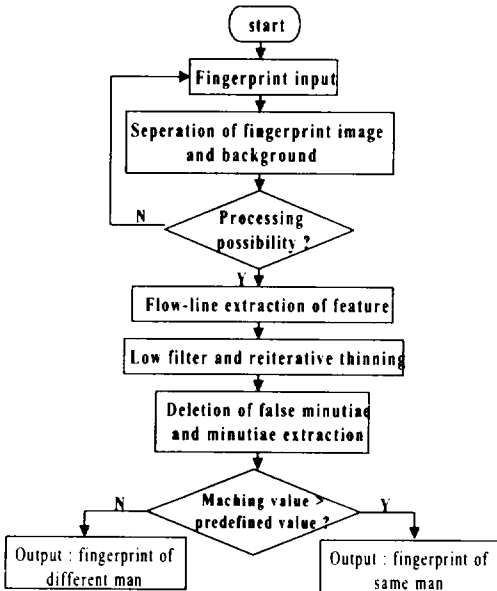 start
Fingerprint input
Seperation of fingerprint image
and background
Processing
possibility ?
N
Y
Flow-line extraction of feature
Low filter and reiterative thinning
Deletion of false minutiae
and minutiae extraction
Maching value >
predefined value ?
N
Y
Output : fingerprint of
different man
Output : fingerprint of
same man